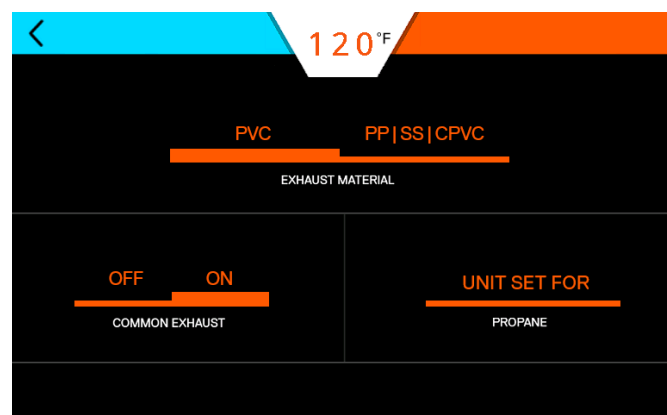 120°F
PVC PP|SS|CPVC
EXHAUST MATERIAL
OFF ON
COMMON EXHAUST
UNIT SET FOR
PROPANE